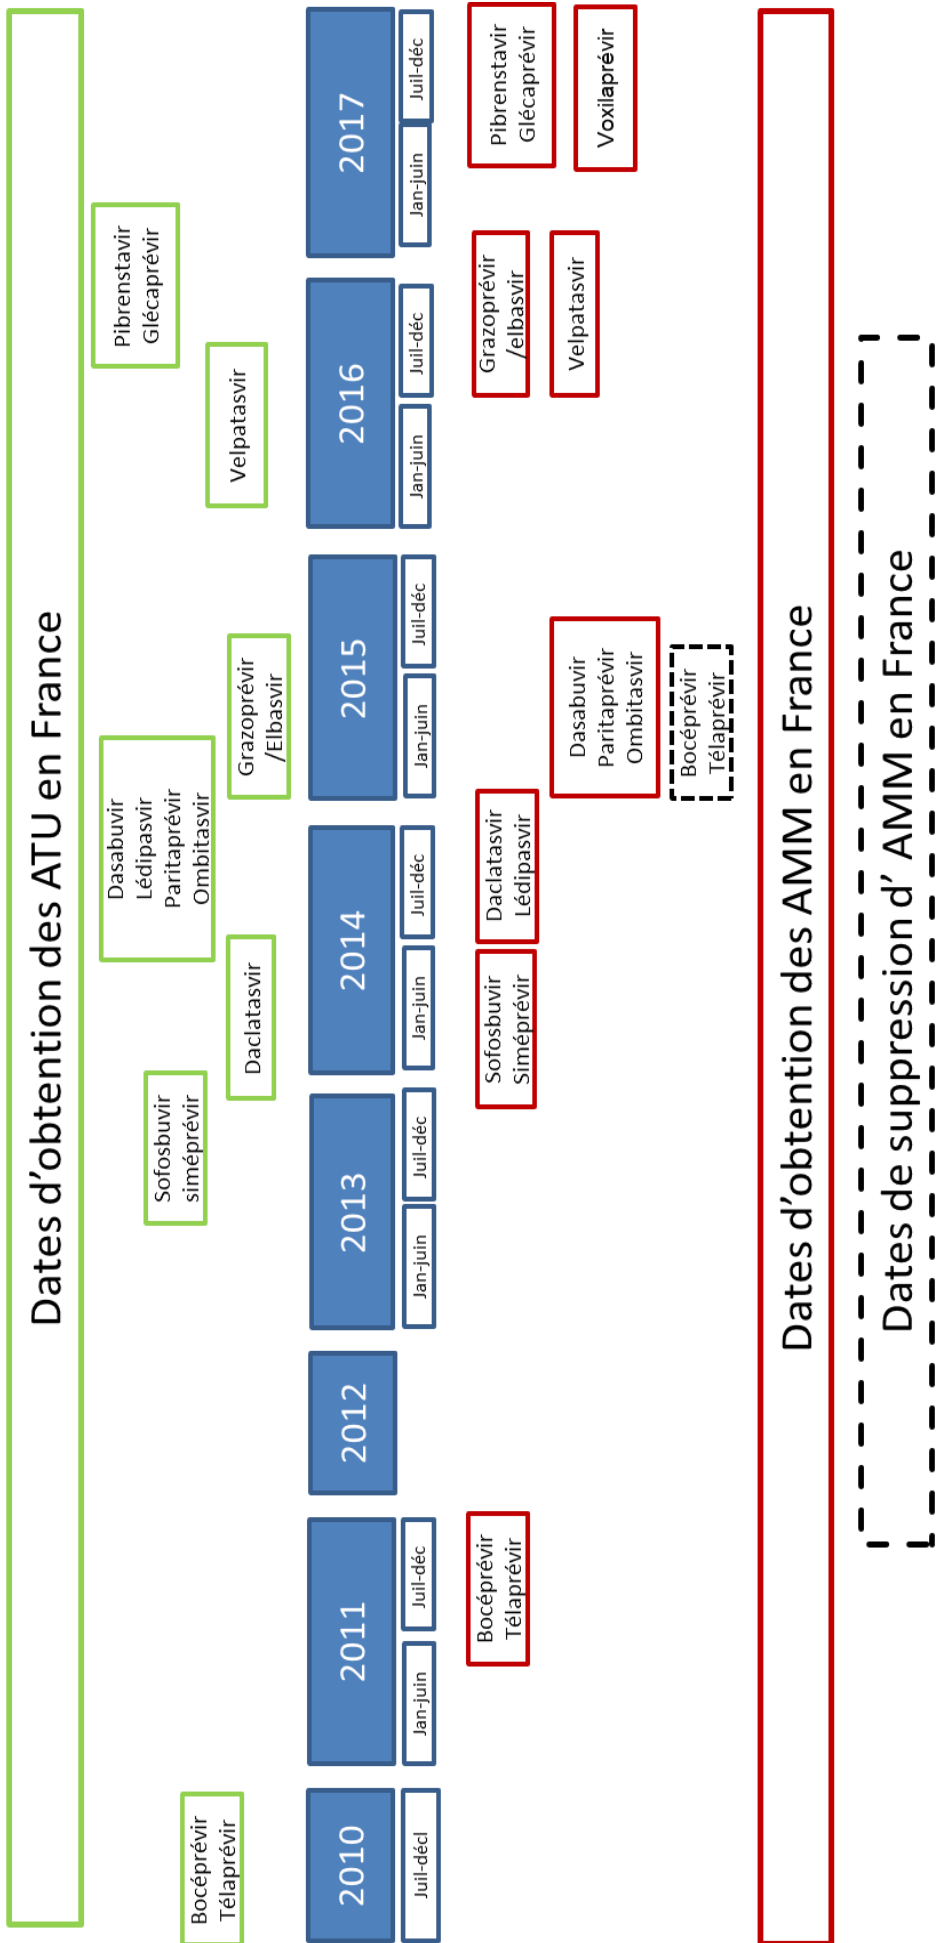 Dates d’obtention des ATU en France
Bocéprévir
Télaprévir
Sofosbuvir
siméprévir
Daclatasvir
Dasabuvir
Lédipasvir
Paritaprévir
Ombitasvir
Grazoprévir
/Elbasvir
Velpatasvir
Pibrenstavir
Glécaprévir
2010
2011
2012
2013
2014
2015
2016
2017
Juil-décl
Jan-juin
Juil-déc
Jan-juin
Juil-déc
Jan-juin
Juil-déc
Jan-juin
Juil-déc
Jan-juin
Juil-déc
Jan-juin
Juil-déc
Bocéprévir
Télaprévir
Sofosbuvir
Siméprévir
Daclatasvir
Lédipasvir
Dasabuvir
Paritaprévir
Ombitasvir
Bocéprévir
Télaprévir
Grazoprévir
/elbasvir
Velpatasvir
Pibrenstavir
Glécaprévir
Voxilaprévir
Dates d’obtention des AMM en France
Dates de suppression d’ AMM en France